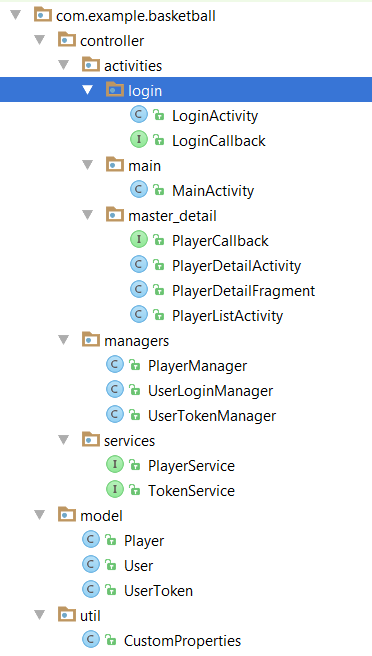 com.example.basketball
controller
activities
login
C LoginActivity
I LoginCallback
main
C MainActivity
master_detail
I PlayerCallback
C PlayerDetailActivity
C PlayerDetailFragment
C PlayerListActivity
managers
C PlayerManager
C UserLoginManager
C UserTokenManager
services
I PlayerService
I TokenService
model
C Player
C User
C UserToken
util
C CustomProperties